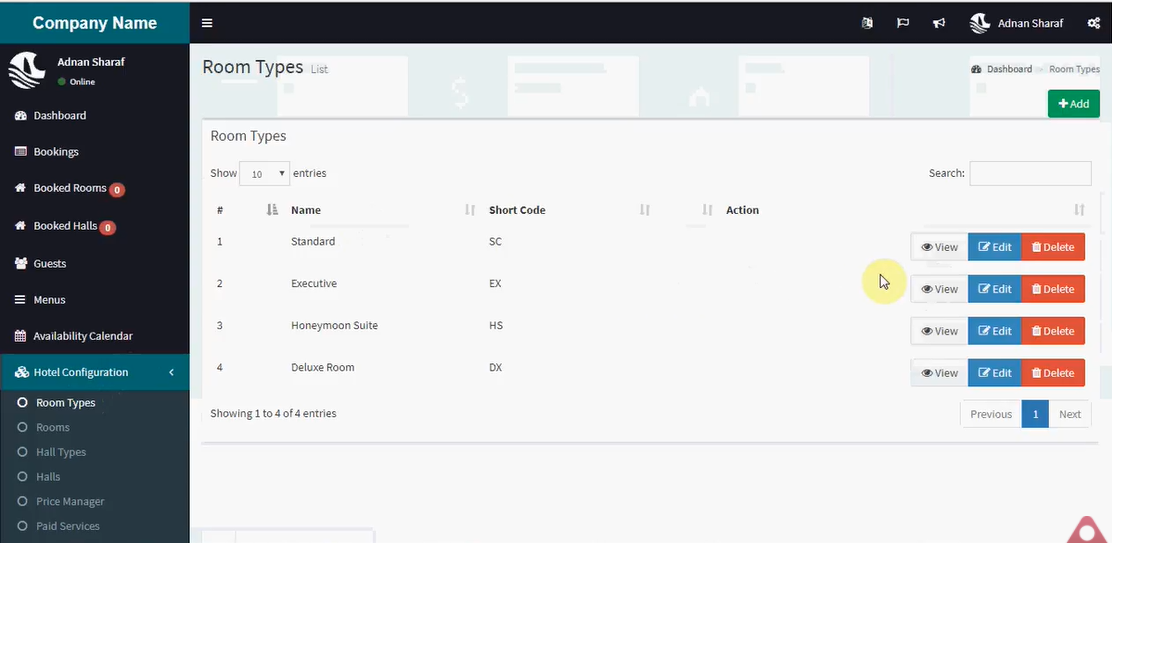 Company Name
Adnan Sharaf
Adnan Sharaf
Online
Dashboard
Bookings
Booked Rooms 0
Booked Halls 0
Guests
Menus
Availability Calendar
Hotel Configuration
Room Types
Rooms
Hall Types
Halls
Price Manager
Paid Services
Room Types List
Dashboard Room Types
Add
Room Types
Show 10 entries
Search:
# Name Short Code Action
1 Standard SC View Edit Delete
2 Executive EX View Edit Delete
3 Honeymoon Suite HS View Edit Delete
4 Deluxe Room DX View Edit Delete
Showing 1 to 4 of 4 entries
Previous 1 Next